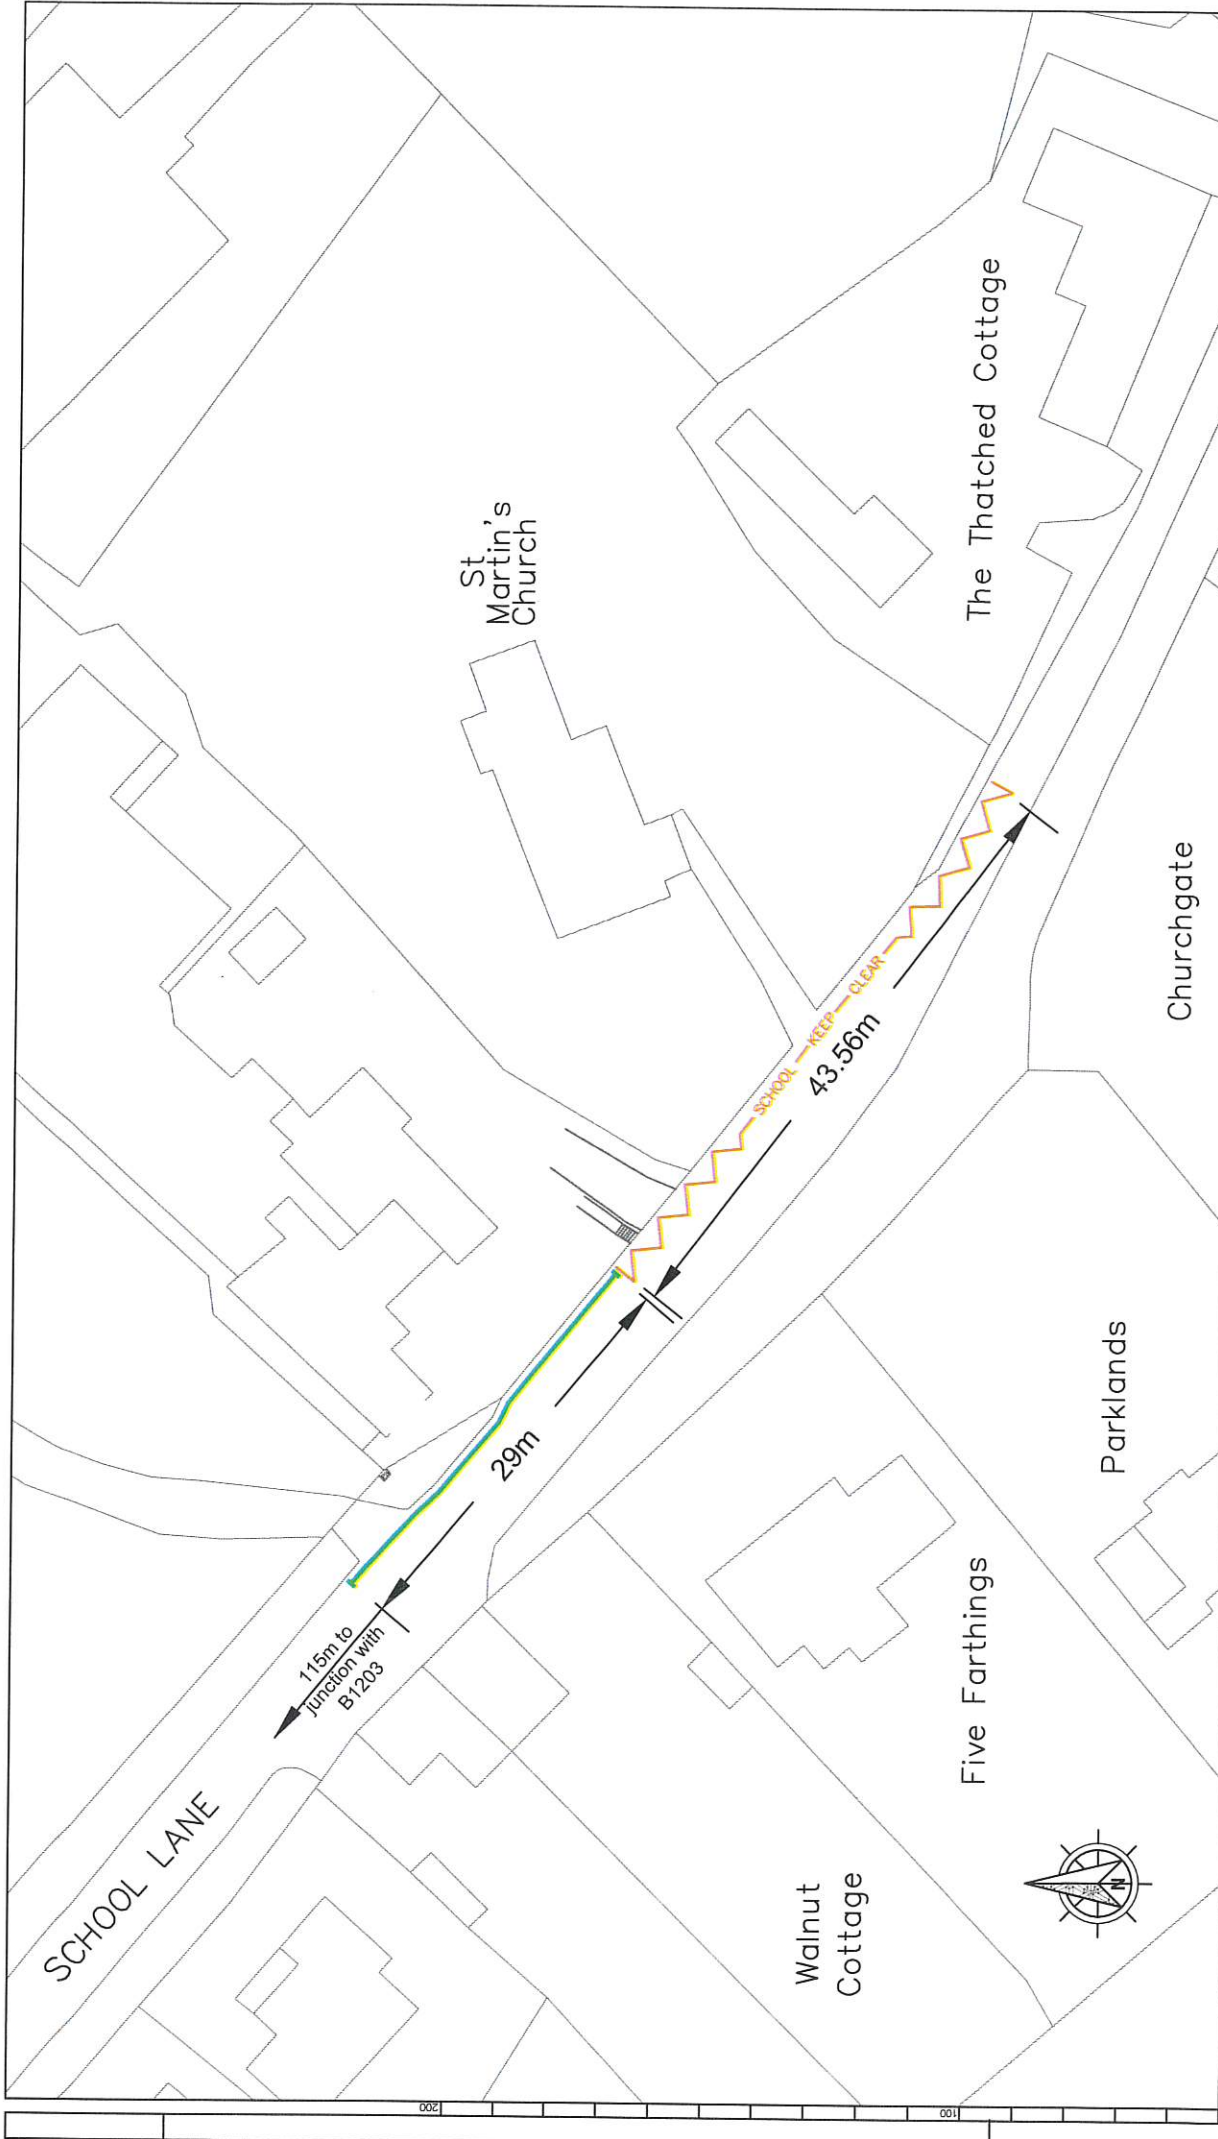 SCHOOL LANE
115m to
junction with
B1203
29m
43.56m
SCHOOL KEEP CLEAR
St
Martin's
Church
The Thatched Cottage
Churchgate
Parklands
Five Farthings
Walnut
Cottage
N
200
100